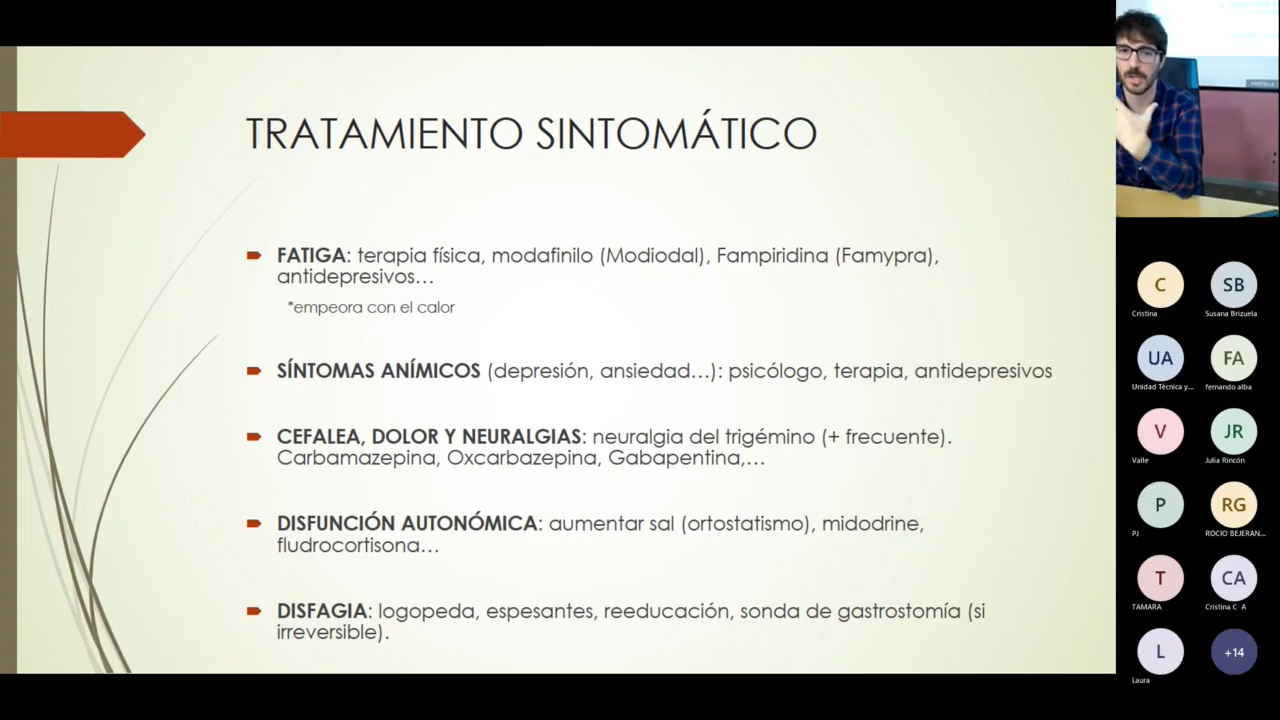 TRATAMIENTO SINTOMÁTICO
FATIGA: terapia física, modafinilo (Modiodal), Fampiridina (Famypra),
antidepresivos…
*empeora con el calor
SÍNTOMAS ANÍMICOS (depresión, ansiedad…): psicólogo, terapia, antidepresivos
CEFALEA, DOLOR Y NEURALGIAS: neuralgia del trigémino (+ frecuente).
Carbamazepina, Oxcarbazepina, Gabapentina,…
DISFUNCIÓN AUTONÓMICA: aumentar sal (ortostatismo), midodrine,
fludrocortisona…
DISFAGIA: logopeda, espesantes, reeducación, sonda de gastrostomía (si
irreversible).
C
Cristina
SB
Susana Brizuela
UA
Unidad Técnica y...
FA
fernando alba
V
Valle
JR
Julia Rincón
P
PJ
RG
ROCIO BEJERAN...
T
TAMARA
CA
Cristina C A
L
Laura
+14